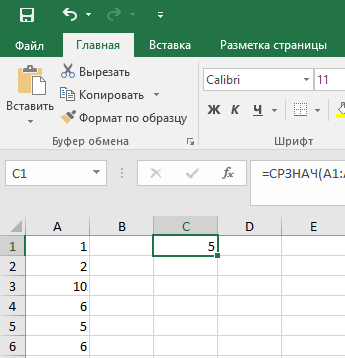 Файл Главная Вставка Разметка страницы
Вырезать
Копировать
Формат по образцу
Вставить
Буфер обмена
Calibri 11
Ж К Ч
Шрифт
C1 fx =СРЗНАЧ(A1:
A B C D E
1 1 5
2 2
3 10
4 6
5 5
6 6